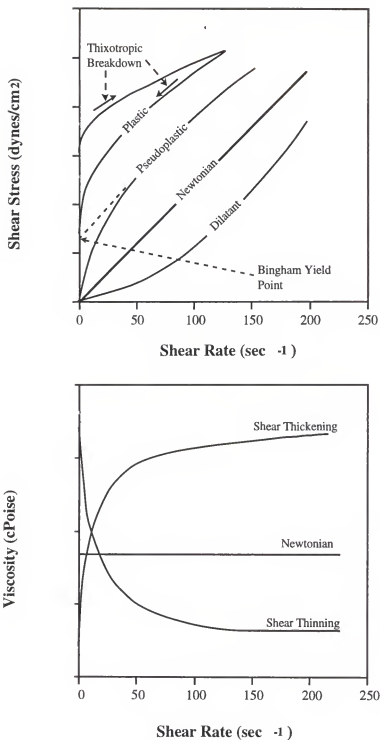 Shear Stress (dynes/cm2)
Thixotropic
Breakdown
Plastic
Pseudoplastic
Newtonian
Dilatant
Bingham Yield
Point
0 50 100 150 200 250
Shear Rate (sec -1 )
Viscosity (cPoise)
Shear Thickening
Newtonian
Shear Thinning
0 50 100 150 200 250
Shear Rate (sec -1 )